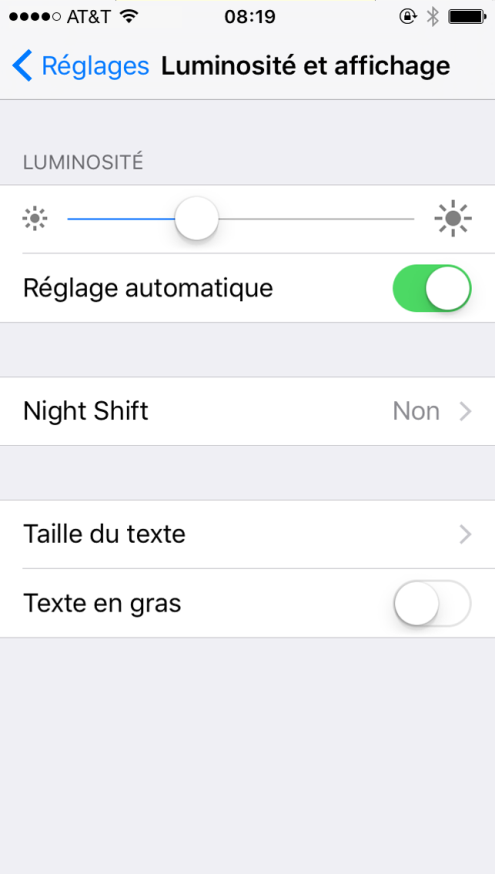 AT&T 08:19
Réglages Luminosité et affichage
LUMINOSITÉ
Réglage automatique
Night Shift Non
Taille du texte
Texte en gras